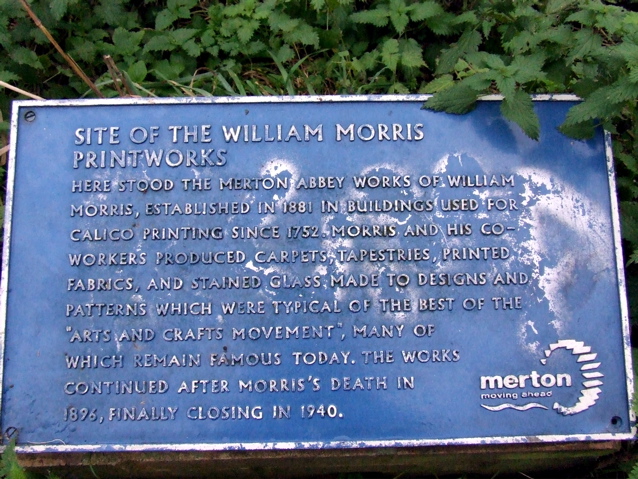 SITE OF THE WILLIAM MORRIS
PRINTWORKS
HERE STOOD THE MERTON ABBEY WORKS OF WILLIAM
MORRIS, ESTABLISHED IN 1881 IN BUILDINGS USED FOR
CALICO PRINTING SINCE 1752. MORRIS AND HIS CO-
WORKERS PRODUCED CARPETS, TAPESTRIES, PRINTED
FABRICS, AND STAINED GLASS MADE TO DESIGNS AND
PATTERNS WHICH WERE TYPICAL OF THE BEST OF THE
"ARTS AND CRAFTS MOVEMENT", MANY OF
WHICH REMAIN FAMOUS TODAY. THE WORKS
CONTINUED AFTER MORRIS'S DEATH IN
1896, FINALLY CLOSING IN 1940.
merton
moving ahead